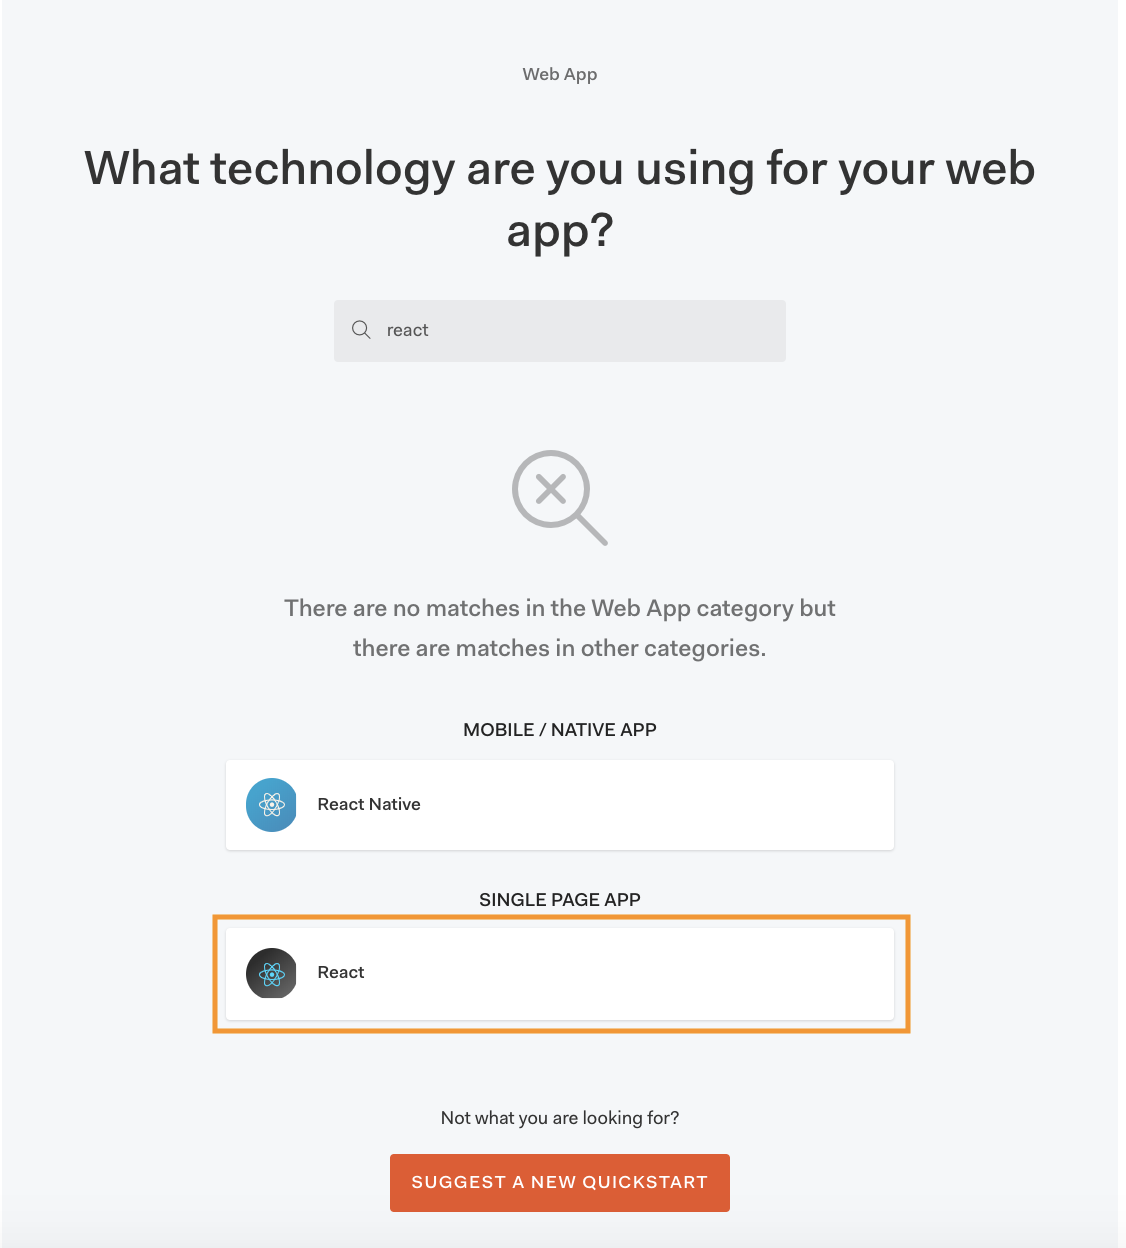 Web App
What technology are you using for your web
app?
react
There are no matches in the Web App category but
there are matches in other categories.
MOBILE / NATIVE APP
React Native
SINGLE PAGE APP
React
Not what you are looking for?
SUGGEST A NEW QUICKSTART